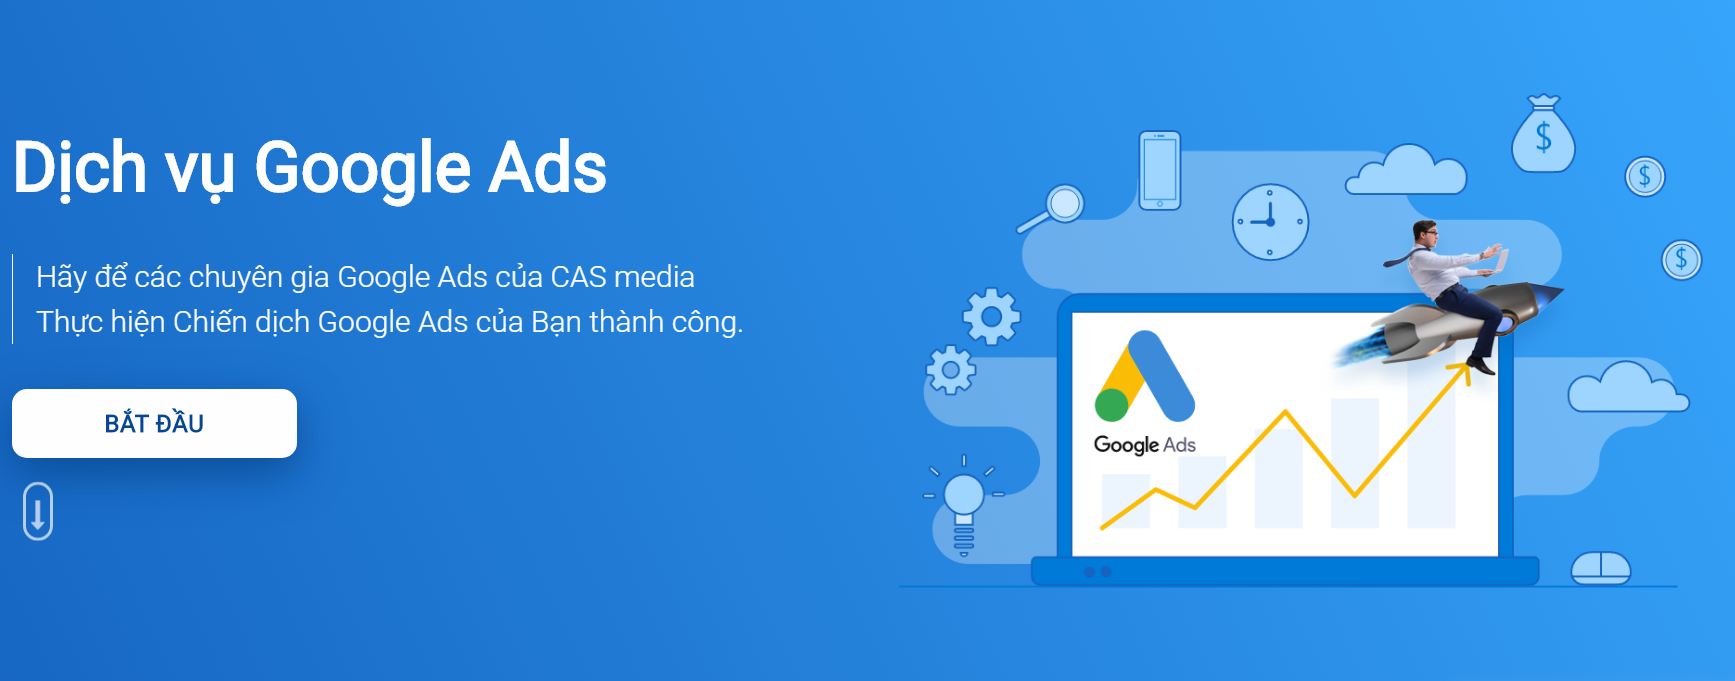 Dịch vụ Google Ads
Hãy để các chuyên gia Google Ads của CAS media
Thực hiện Chiến dịch Google Ads của Bạn thành công.
BẮT ĐẦU
Google Ads
$
$
$